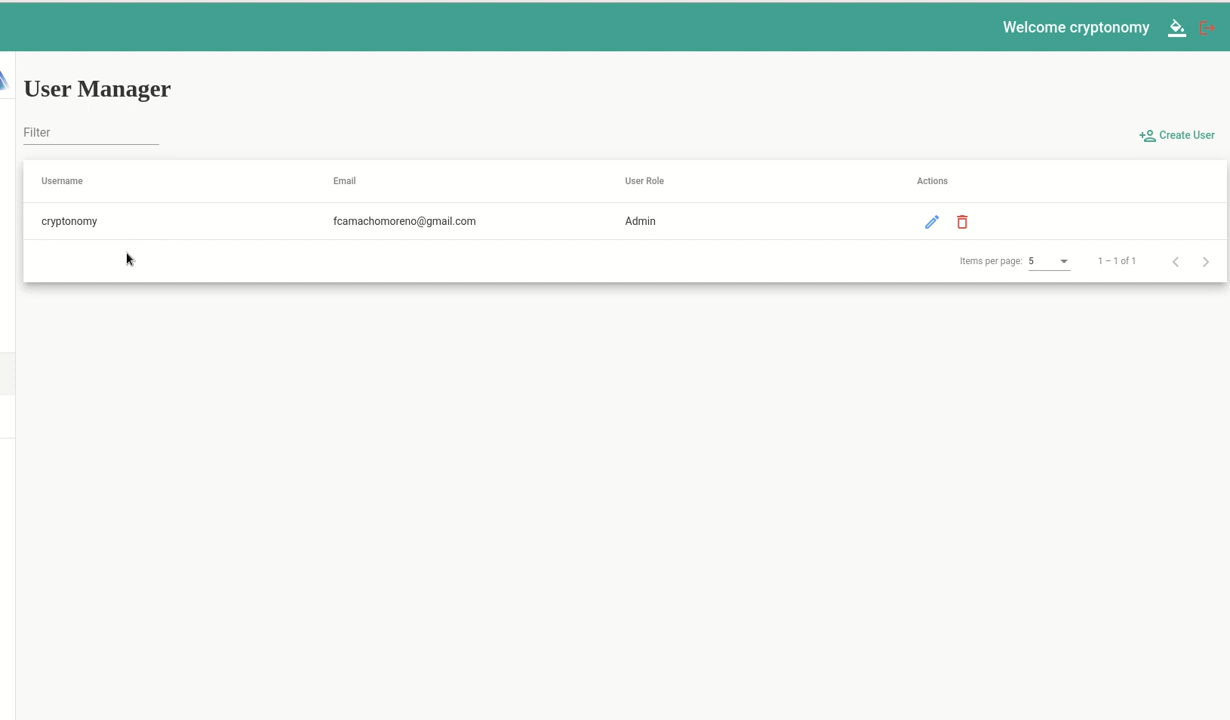 Welcome cryptonomy
User Manager
Filter
Create User
Username Email User Role Actions
cryptonomy fcamachomoreno@gmail.com Admin
Items per page: 5 1 – 1 of 1